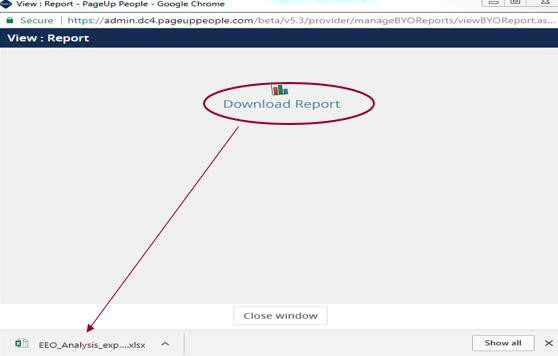 View : Report - PageUp People - Google Chrome
Secure | https://admin.dc4.pageuppeople.com/beta/v5.3/provider/manageBYOReports/viewBYOReport.as...
View : Report
Download Report
Close window
EEO_Analysis_exp....xlsx
Show all